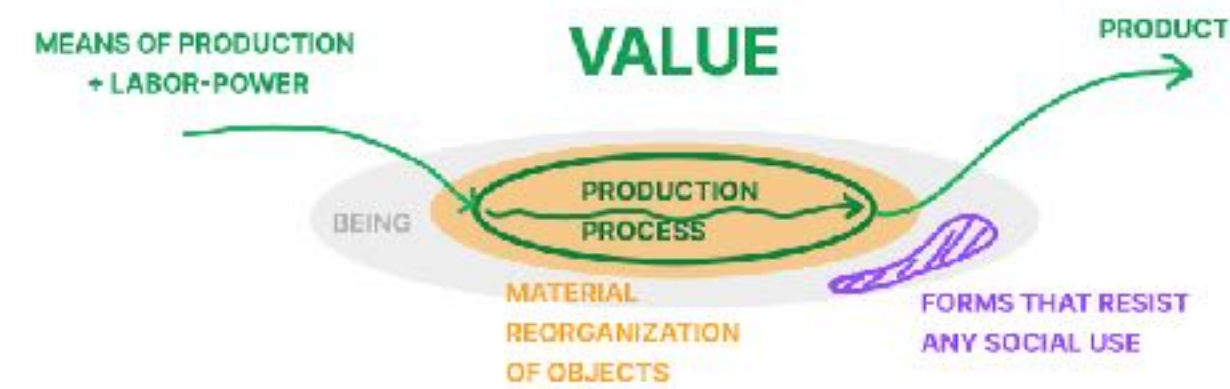 MEANS OF PRODUCTION
+ LABOR-POWER
VALUE
PRODUCT
BEING
PRODUCTION
PROCESS
MATERIAL
REORGANIZATION
OF OBJECTS
FORMS THAT RESIST
ANY SOCIAL USE